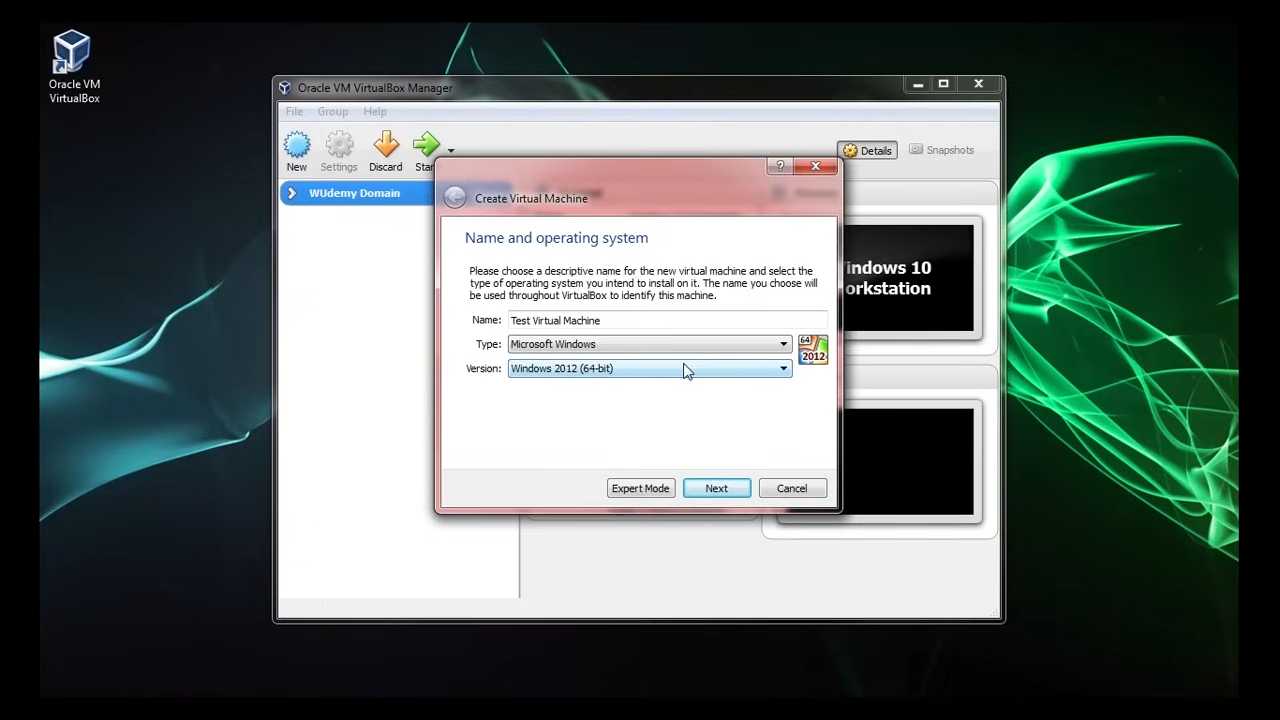 Oracle VM
VirtualBox
Oracle VM VirtualBox Manager
File Group Help
New
Settings
Discard
Details
Snapshots
WUdemy Domain
?
Create Virtual Machine
Name and operating system
Please choose a descriptive name for the new virtual machine and select the
type of operating system you intend to install on it. The name you choose will
be used throughout VirtualBox to identify this machine.
Name: Test Virtual Machine
Type: Microsoft Windows
64
2012
Version: Windows 2012 (64-bit)
indows 10
orkstation
Expert Mode
Next
Cancel